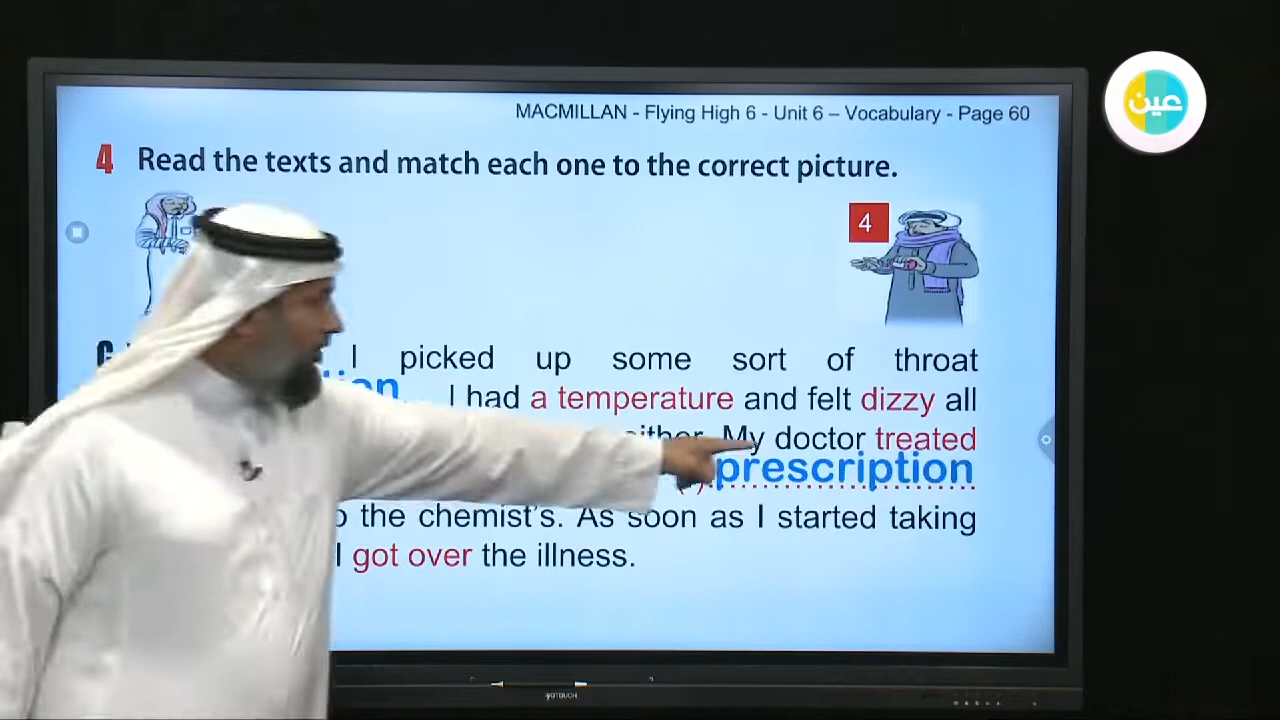 عين
MACMILLAN - Flying High 6 - Unit 6 – Vocabulary - Page 60
4 Read the texts and match each one to the correct picture.
4
I picked up some sort of throat
I had a temperature and felt dizzy all
My doctor treated
prescription
the chemist's. As soon as I started taking
I got over the illness.